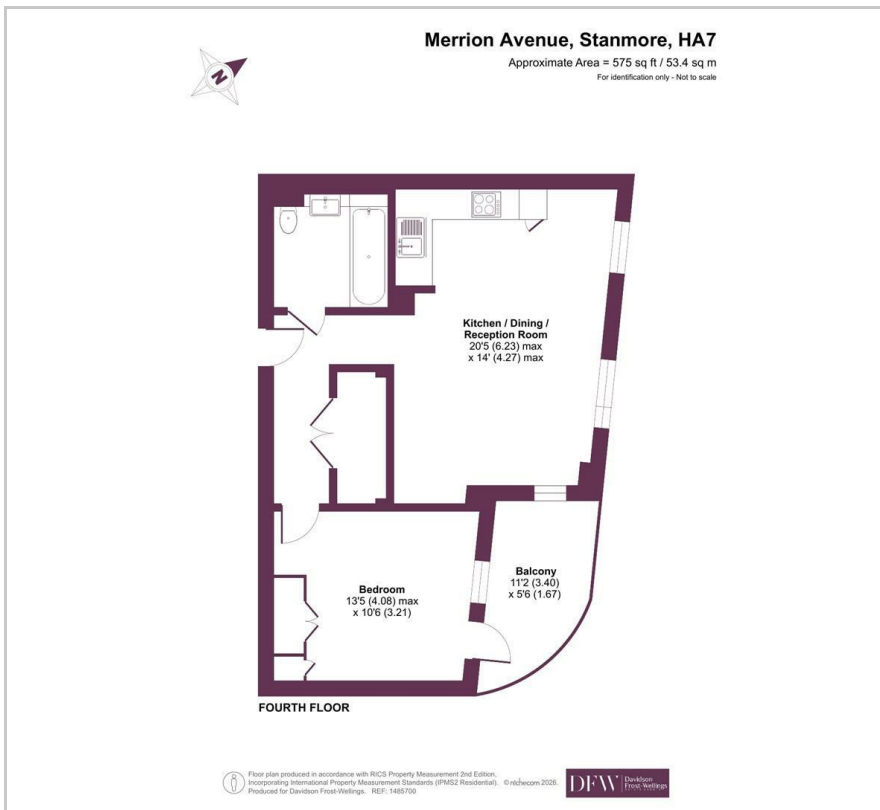 Merrion Avenue, Stanmore, HA7
Approximate Area = 575 sq ft / 53.4 sq m
For identification only - Not to scale
N
Kitchen / Dining /
Reception Room
20'5 (6.23) max
x 14' (4.27) max
Balcony
11'2 (3.40)
x 5'6 (1.67)
Bedroom
13'5 (4.08) max
x 10'6 (3.21)
FOURTH FLOOR
Floor plan produced in accordance with RICS Property Measurement 2nd Edition,
Incorporating International Property Measurement Standards (IPMS2 Residential). ©nichecom 2026.
Produced for Davidson Frost-Wellings. REF: 1485700
DFW Davidson
Frost-Wellings